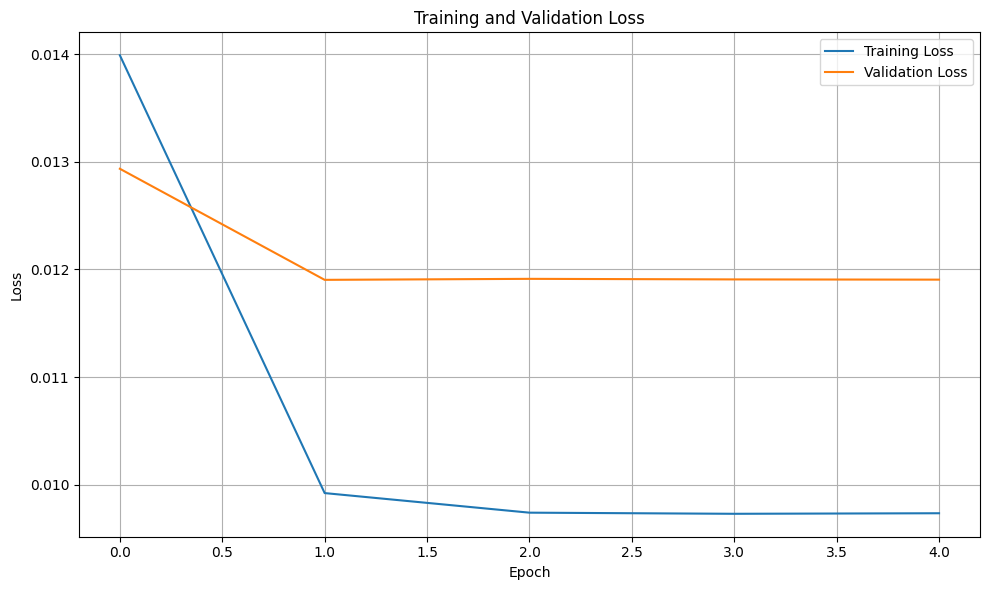 Training and Validation Loss
Training Loss
Validation Loss
Loss
0.014
0.013
0.012
0.011
0.010
0.0 0.5 1.0 1.5 2.0 2.5 3.0 3.5 4.0
Epoch